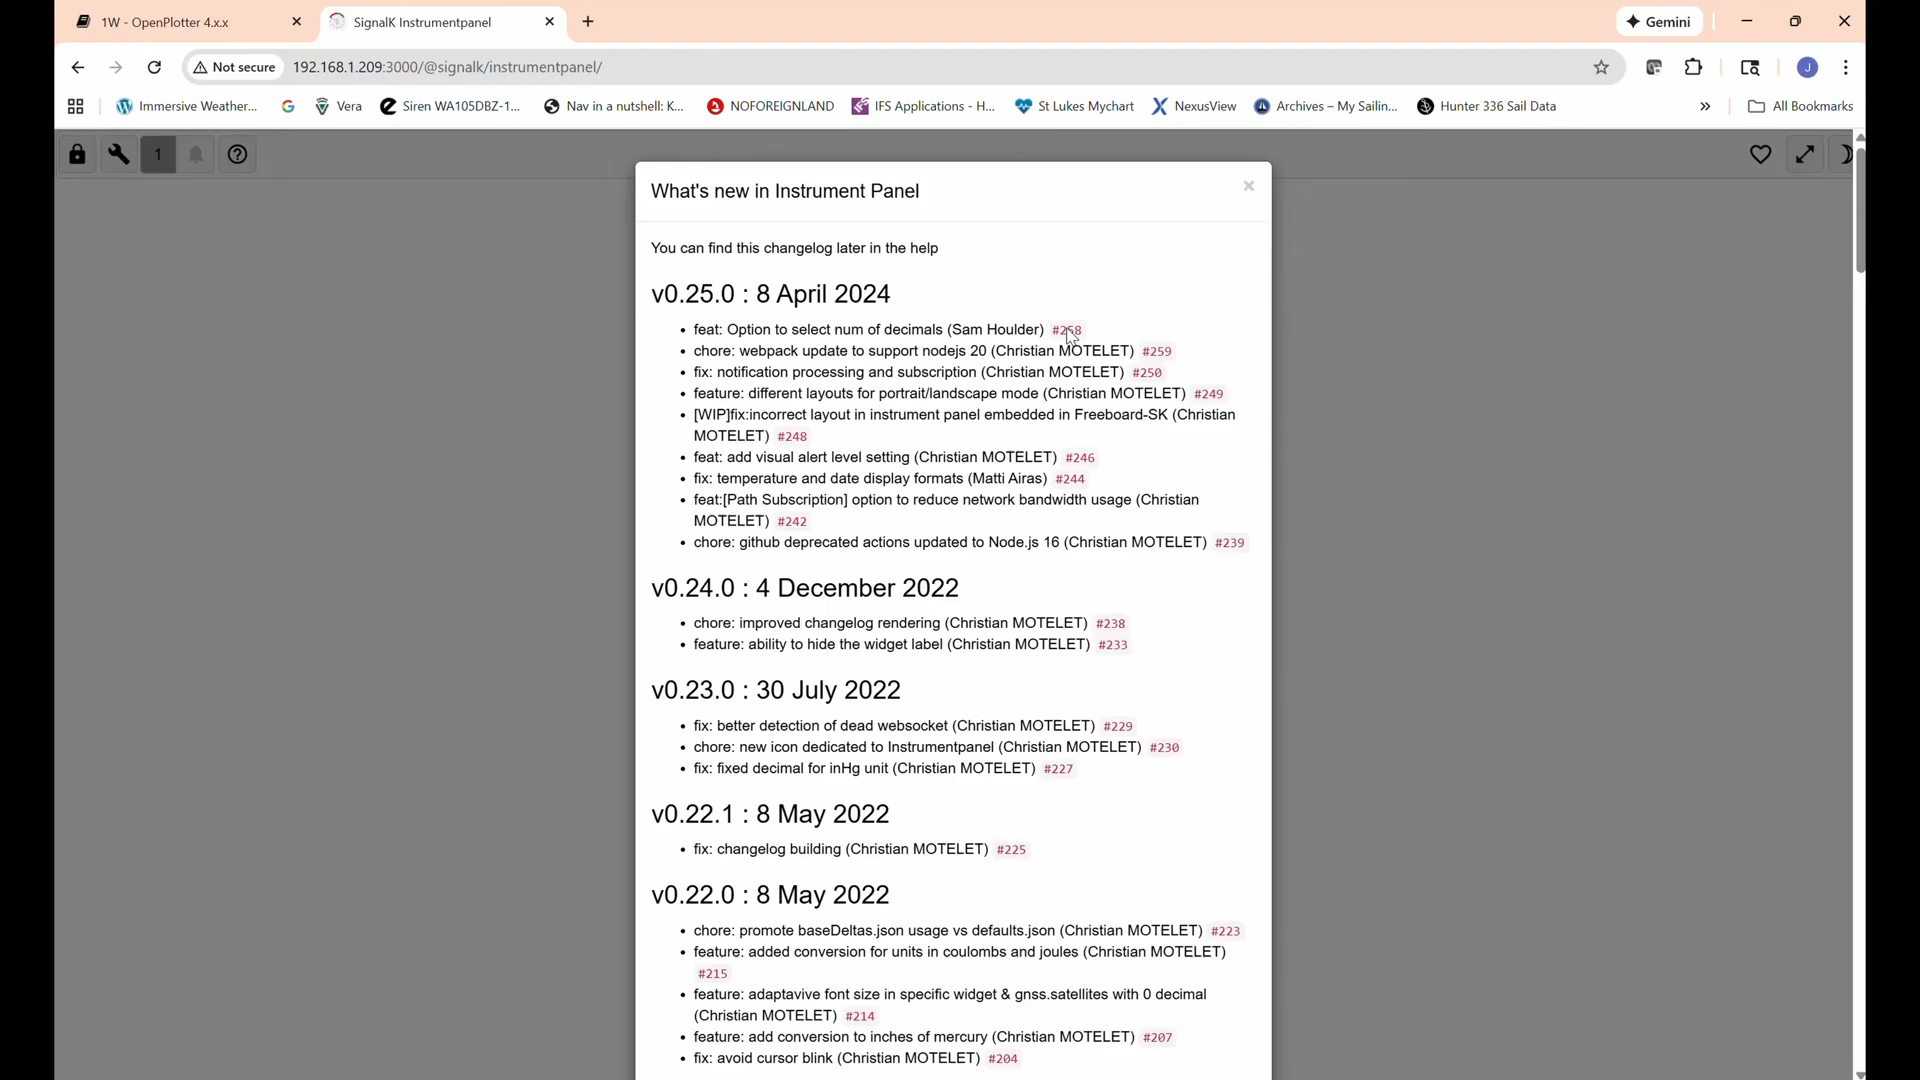 1W - OpenPlotter 4.x.x
SignalK Instrumentpanel
Gemini
Not secure
192.168.1.209:3000/@signalk/instrumentpanel/
J
Immersive Weather...
Vera
Siren WA105DBZ-1...
Nav in a nutshell: K...
NOFOREIGNLAND
IFS Applications - H...
St Lukes Mychart
NexusView
Archives – My Sailin...
Hunter 336 Sail Data
All Bookmarks
1
What's new in Instrument Panel
You can find this changelog later in the help
v0.25.0 : 8 April 2024
feat: Option to select num of decimals (Sam Houlder) #258
chore: webpack update to support nodejs 20 (Christian MOTELET) #259
fix: notification processing and subscription (Christian MOTELET) #250
feature: different layouts for portrait/landscape mode (Christian MOTELET) #249
[WIP]fix:incorrect layout in instrument panel embedded in Freeboard-SK (Christian
MOTELET) #248
feat: add visual alert level setting (Christian MOTELET) #246
fix: temperature and date display formats (Matti Airas) #244
feat:[Path Subscription] option to reduce network bandwidth usage (Christian
MOTELET) #242
chore: github deprecated actions updated to Node.js 16 (Christian MOTELET) #239
v0.24.0 : 4 December 2022
chore: improved changelog rendering (Christian MOTELET) #238
feature: ability to hide the widget label (Christian MOTELET) #233
v0.23.0 : 30 July 2022
fix: better detection of dead websocket (Christian MOTELET) #229
chore: new icon dedicated to Instrumentpanel (Christian MOTELET) #230
fix: fixed decimal for inHg unit (Christian MOTELET) #227
v0.22.1 : 8 May 2022
fix: changelog building (Christian MOTELET) #225
v0.22.0 : 8 May 2022
chore: promote baseDeltas.json usage vs defaults.json (Christian MOTELET) #223
feature: added conversion for units in coulombs and joules (Christian MOTELET)
#215
feature: adaptavive font size in specific widget & gnss.satellites with 0 decimal
(Christian MOTELET) #214
feature: add conversion to inches of mercury (Christian MOTELET) #207
fix: avoid cursor blink (Christian MOTELET) #204